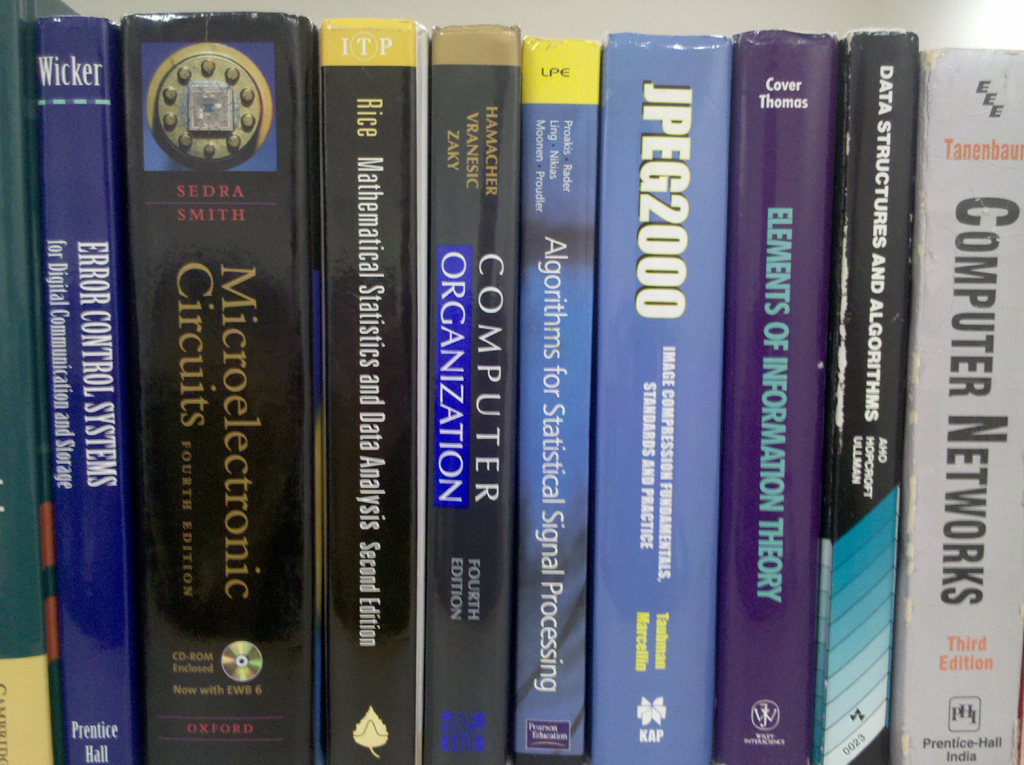 CAMBRIDG
Wicker
ERROR CONTROL SYSTEMS
for Digital Communication and Storage
Prentice
Hall
SEDRA
SMITH
Microelectronic
Circuits
FOURTH EDITION
CD-ROM
Enclosed
Now with EWB 6
OXFORD
ITP
Rice Mathematical Statistics and Data Analysis Second Edition
HAMACHER
VRANESIC
ZAKY
COMPUTER
ORGANIZATION
FOURTH
EDITION
LPE
Proakis · Rader
Ling · Nikias
Moonen · Proudler
Algorithms for Statistical Signal Processing
Pearson
Education
JPEG2000
IMAGE COMPRESSION FUNDAMENTALS,
STANDARDS AND PRACTICE
Taubman
Marcellin
KAP
Cover
Thomas
ELEMENTS OF INFORMATION THEORY
WILEY-
INTERSCIENCE
DATA STRUCTURES AND ALGORITHMS
AHO
HOPCROFT
ULLMAN
0023
EEE
Tanenbaum
COMPUTER NETWORKS
Third
Edition
PHI
Prentice-Hall
India